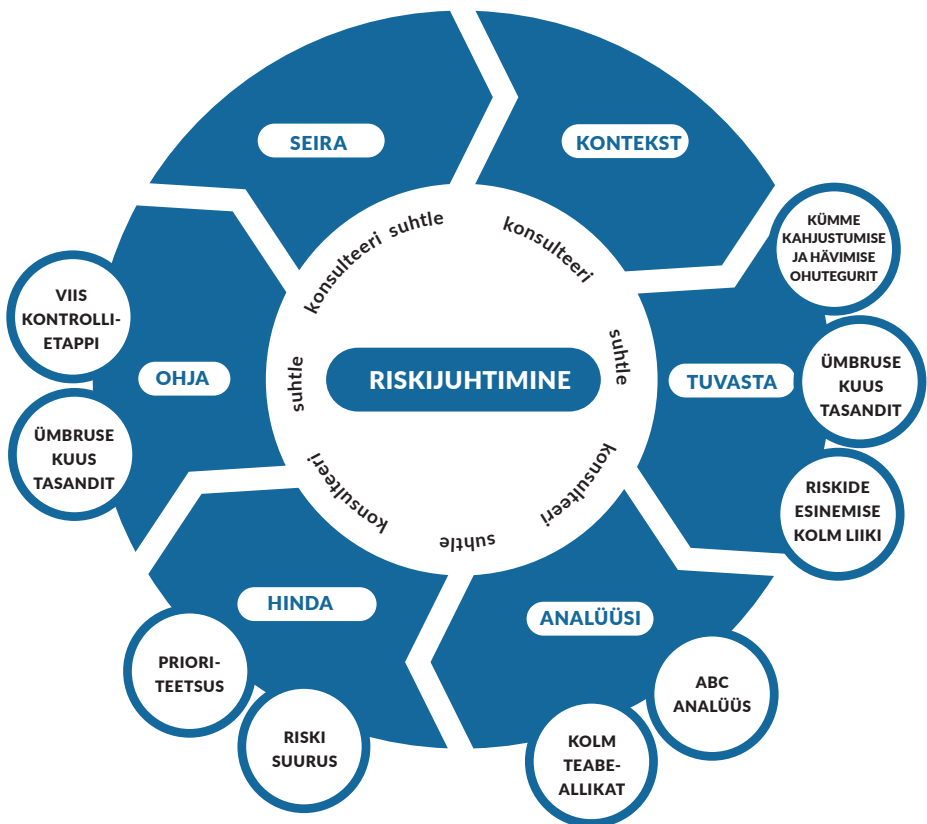 SEIRA
KONTEKST
KÜMME
KAHJUSTUMISE
JA HÄVIMISE
OHUTEGURIT
konsulteeri suhtle
konsulteeri
suhtle
konsulteeri
suhtle
konsulteeri
suhtle
RISKIJUHTIMINE
TUVASTA
ÜMBRUSE
KUUS
TASANDIT
RISKIDE
ESINEMISE
KOLM LIIKI
ANALÜÜSI
ABC
ANALÜÜS
KOLM
TEABE-
ALLIKAT
HINDA
RISKI
SUURUS
PRIORI-
TEETSUS
OHJA
ÜMBRUSE
KUUS
TASANDIT
VIIS
KONTROLLI-
ETAPPI